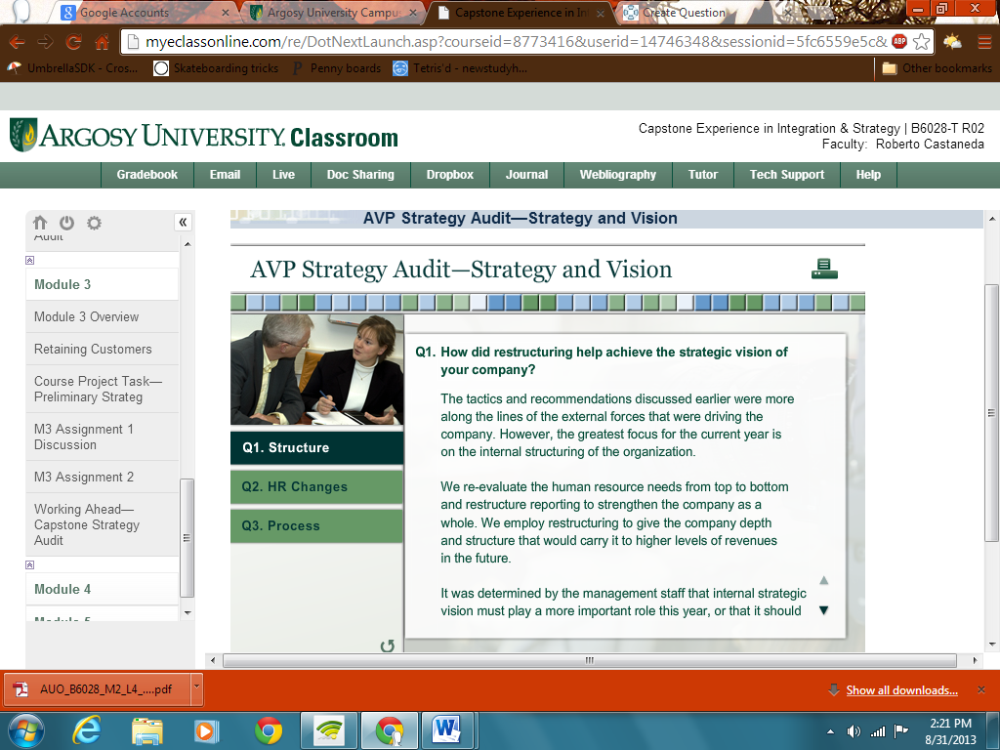 Google Accounts
Argosy University Campu
Capstone Experience in In
Create Question
myeclassonline.com/re/DotNextLaunch.asp?courseid=8773416&userid=14746348&sessionid=5fc6559e5c&
ABP
UmbrellaSDK - Cros...
Skateboarding tricks
Penny boards
Tetris'd - newstudyh...
Other bookmarks
ARGOSY UNIVERSITY. Classroom
Capstone Experience in Integration & Strategy | B6028-T R02
Faculty: Roberto Castaneda
Gradebook
Email
Live
Doc Sharing
Dropbox
Journal
Webliography
Tutor
Tech Support
Help
Audit
Module 3
Module 3 Overview
Retaining Customers
Course Project Task—
Preliminary Strateg
M3 Assignment 1
Discussion
M3 Assignment 2
Working Ahead—
Capstone Strategy
Audit
Module 4
Module 5
AVP Strategy Audit—Strategy and Vision
AVP Strategy Audit—Strategy and Vision
Q1. Structure
Q2. HR Changes
Q3. Process
Q1. How did restructuring help achieve the strategic vision of
your company?
The tactics and recommendations discussed earlier were more
along the lines of the external forces that were driving the
company. However, the greatest focus for the current year is
on the internal structuring of the organization.
We re-evaluate the human resource needs from top to bottom
and restructure reporting to strengthen the company as a
whole. We employ restructuring to give the company depth
and structure that would carry it to higher levels of revenues
in the future.
It was determined by the management staff that internal strategic
vision must play a more important role this year, or that it should
AUO_B6028_M2_L4_....pdf
Show all downloads...
2:21 PM
8/31/2013